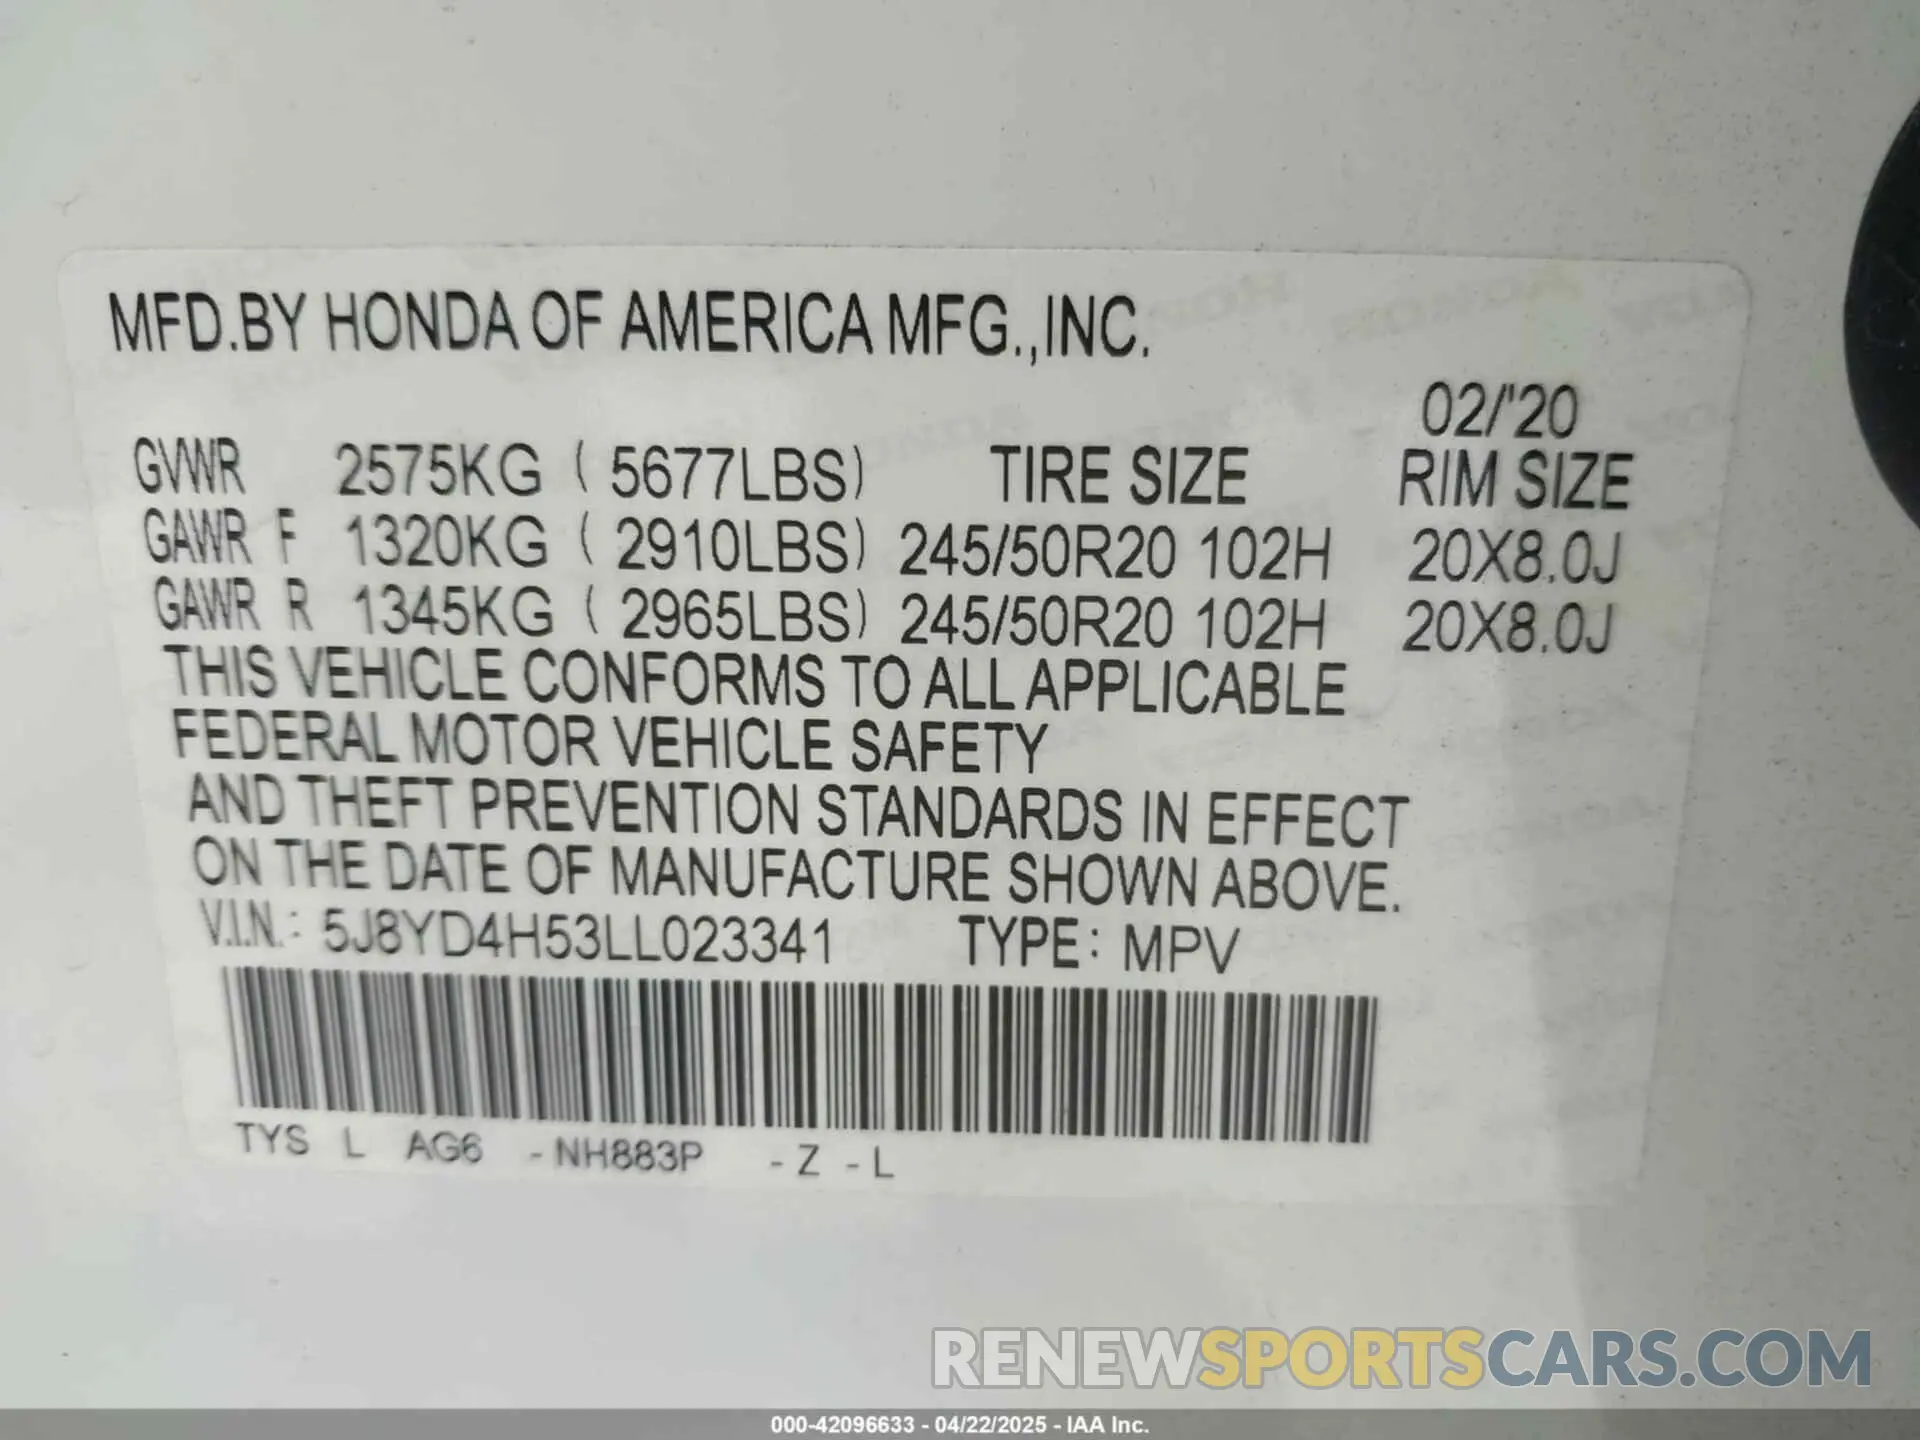 MFD.BY HONDA OF AMERICA MFG.,INC.
02/'20
GVWR 2575KG ( 5677LBS) TIRE SIZE RIM SIZE
GAWR F 1320KG ( 2910LBS) 245/50R20 102H 20X8.0J
GAWR R 1345KG ( 2965LBS) 245/50R20 102H 20X8.0J
THIS VEHICLE CONFORMS TO ALL APPLICABLE
FEDERAL MOTOR VEHICLE SAFETY
AND THEFT PREVENTION STANDARDS IN EFFECT
ON THE DATE OF MANUFACTURE SHOWN ABOVE.
V.I.N.: 5J8YD4H53LL023341 TYPE: MPV
TYS L AG6 -NH883P -Z -L
RENEWSPORTSCARS.COM
000-42096633 - 04/22/2025 - IAA Inc.